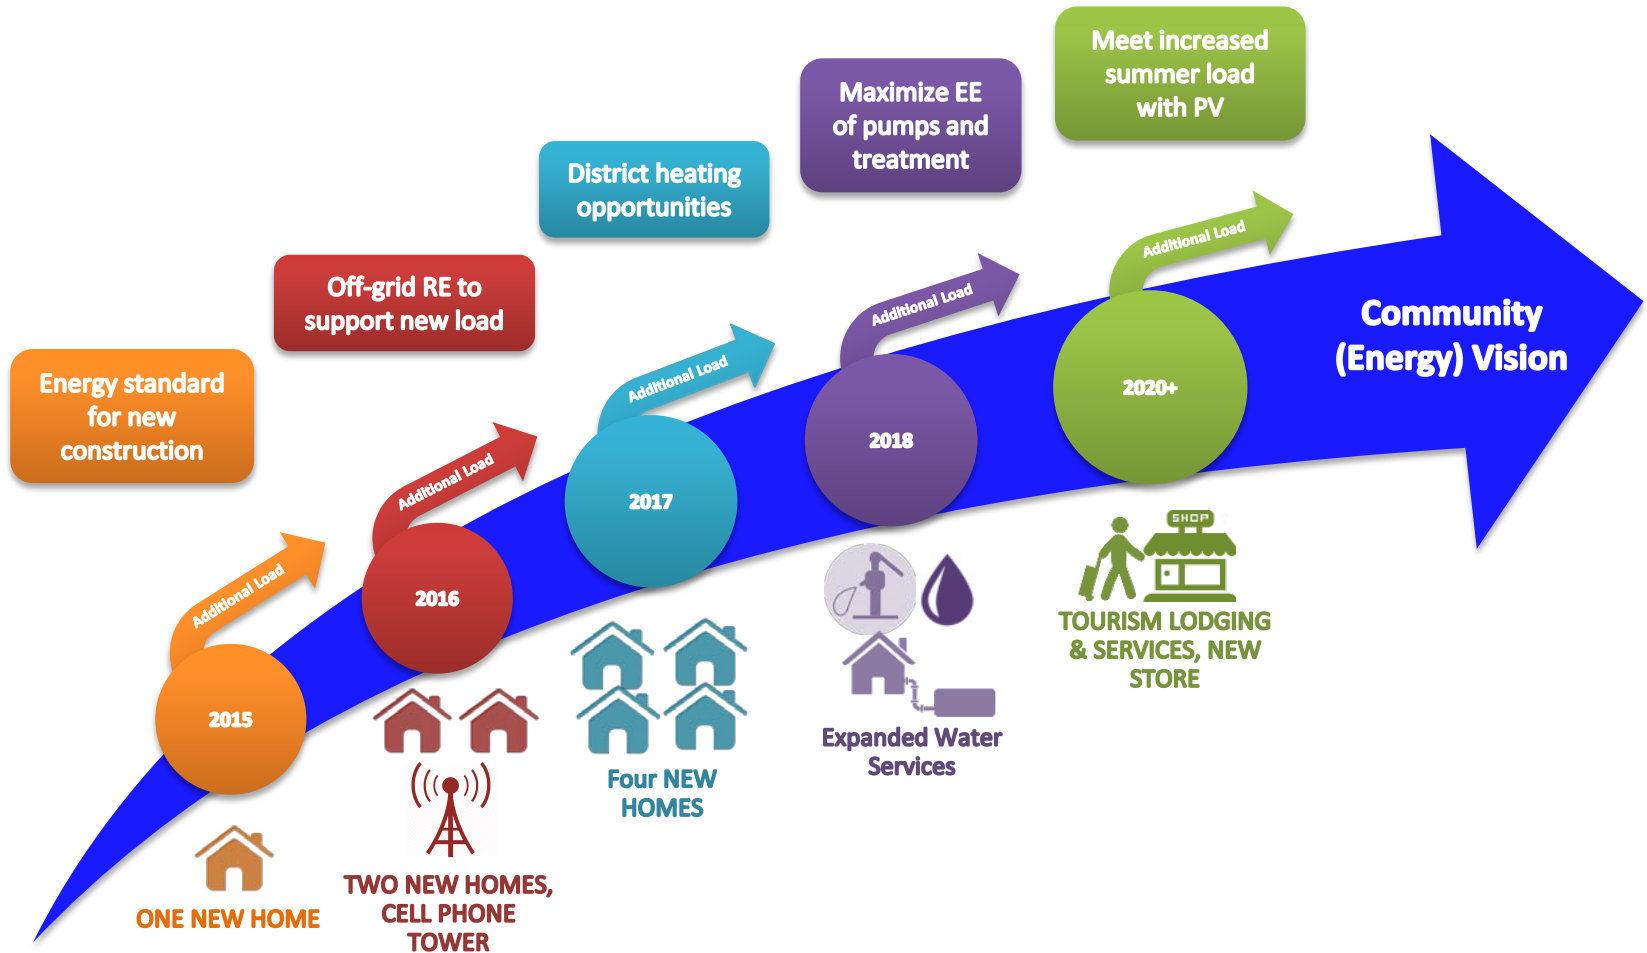 Energy standard
for new
construction
Additional Load
2015
ONE NEW HOME
Off-grid RE to
support new load
Additional Load
2016
TWO NEW HOMES,
CELL PHONE
TOWER
District heating
opportunities
Additional Load
2017
Four NEW
HOMES
Maximize EE
of pumps and
treatment
Additional Load
2018
Expanded Water
Services
Meet increased
summer load
with PV
Additional Load
2020+
SHOP
TOURISM LODGING
& SERVICES, NEW
STORE
Community
(Energy) Vision